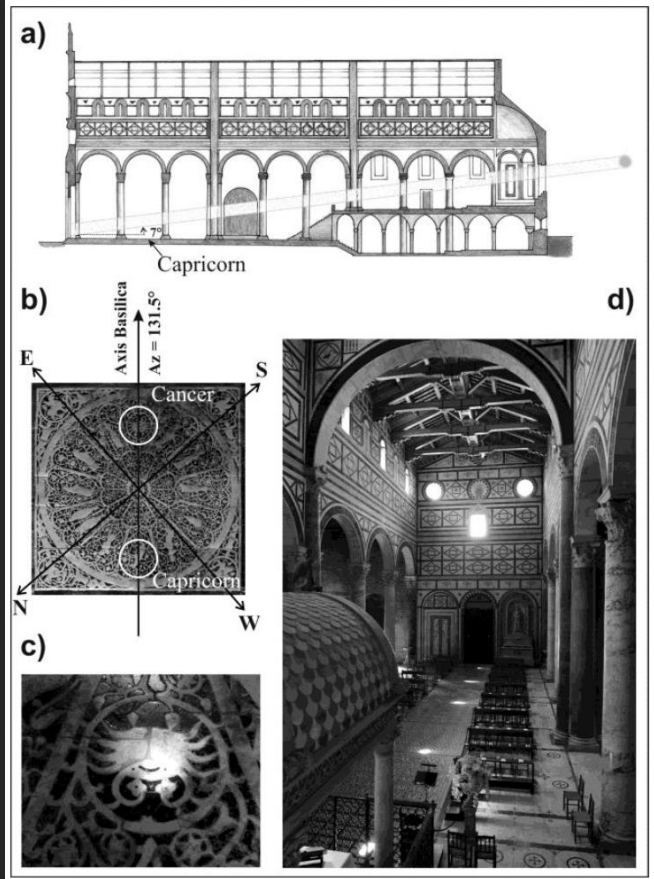 a)
7°
Capricorn
b)
Axis Basilica
Az = 131.5°
E
S
Cancer
Capricorn
N
W
c)
d)